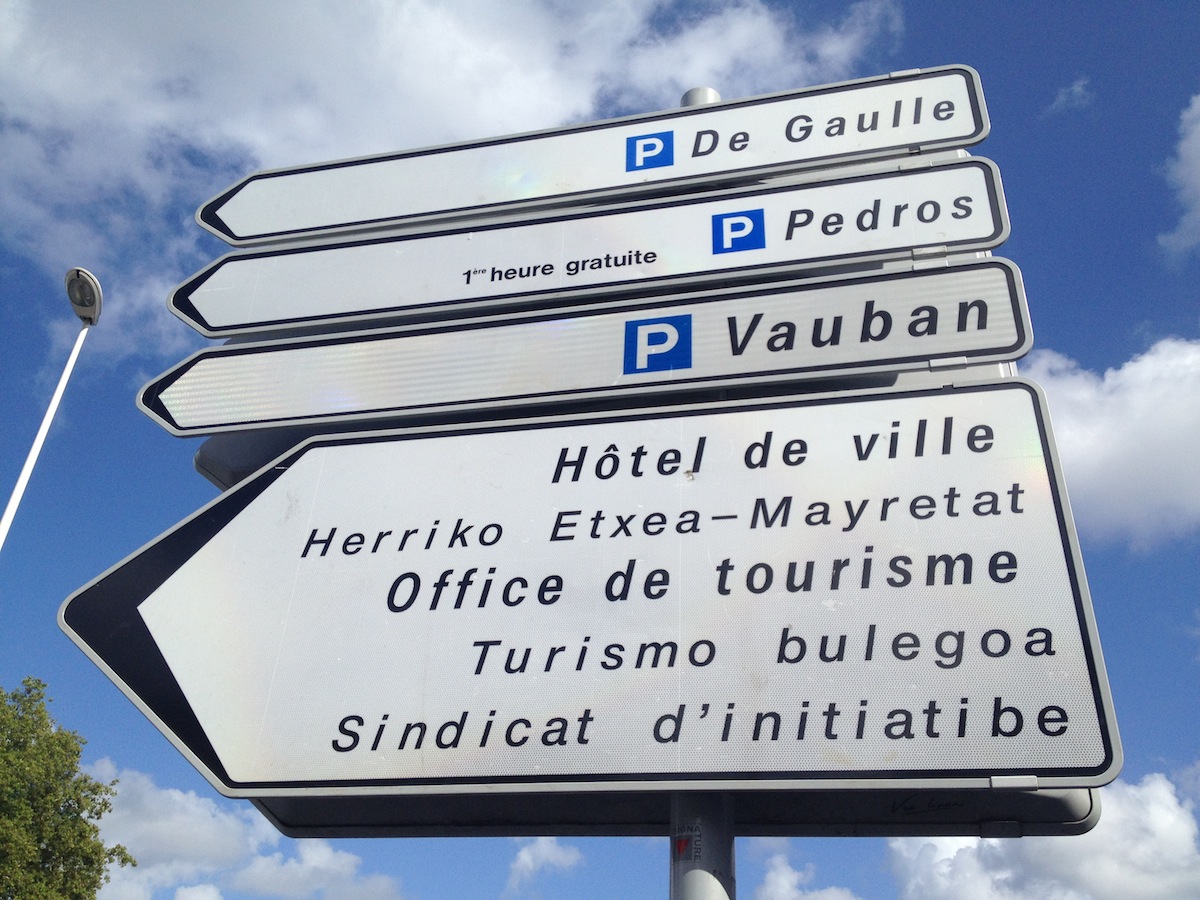 P De Gaulle
1ère heure gratuite P Pedros
P Vauban
Hôtel de ville
Herriko Etxea-Mayretat
Office de tourisme
Turismo bulegoa
Sindicat d'initiatibe
SIGNATURE